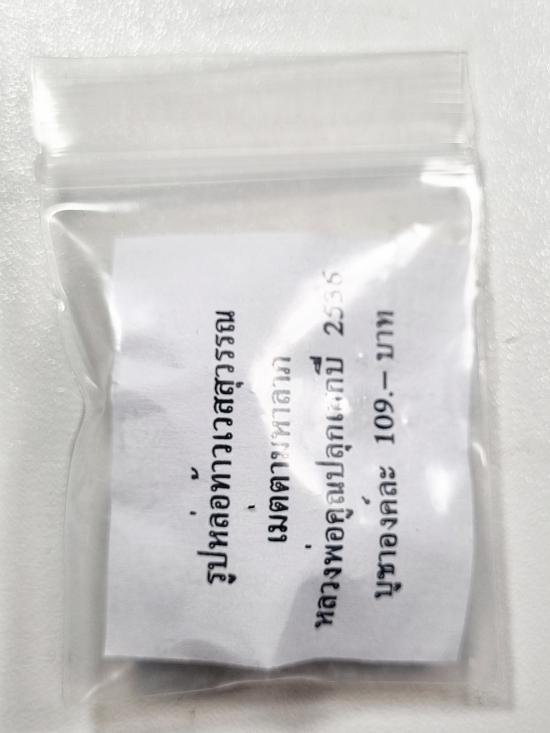 รูปหล่อท้าวเวสสุวรรณ
เมตตามหาลาภ
หลวงพ่อคูณปลุกเสกปี 2536
บูชาองค์ละ 109.– บาท